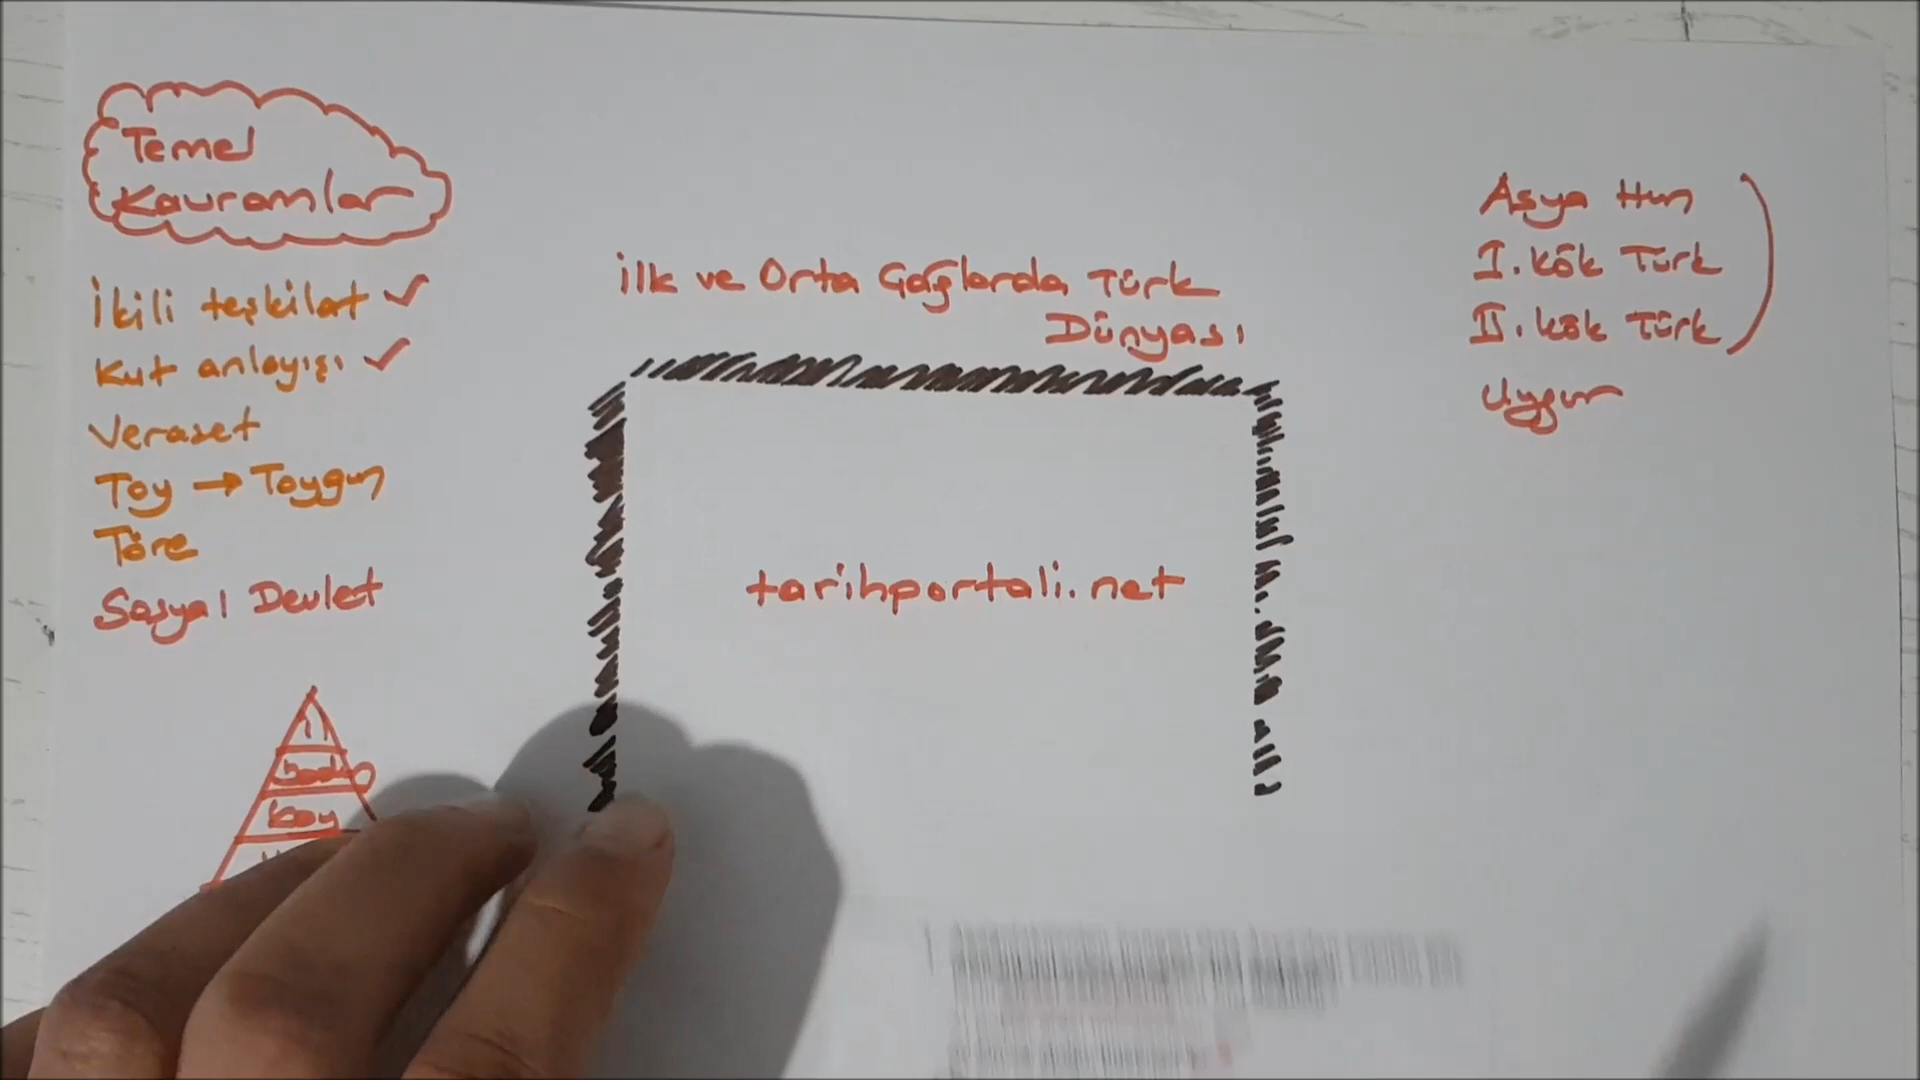 Temel
Kavramlar
İkili teşkilat ✓
Kut anlayışı ✓
Veraset
Toy → Toygun
Töre
Sosyal Devlet
boy
İlk ve Orta Çağlarda Türk
Dünyası
tarihportali.net
Asya Hun
I. Kök Türk
II. Kök Türk
Uygur